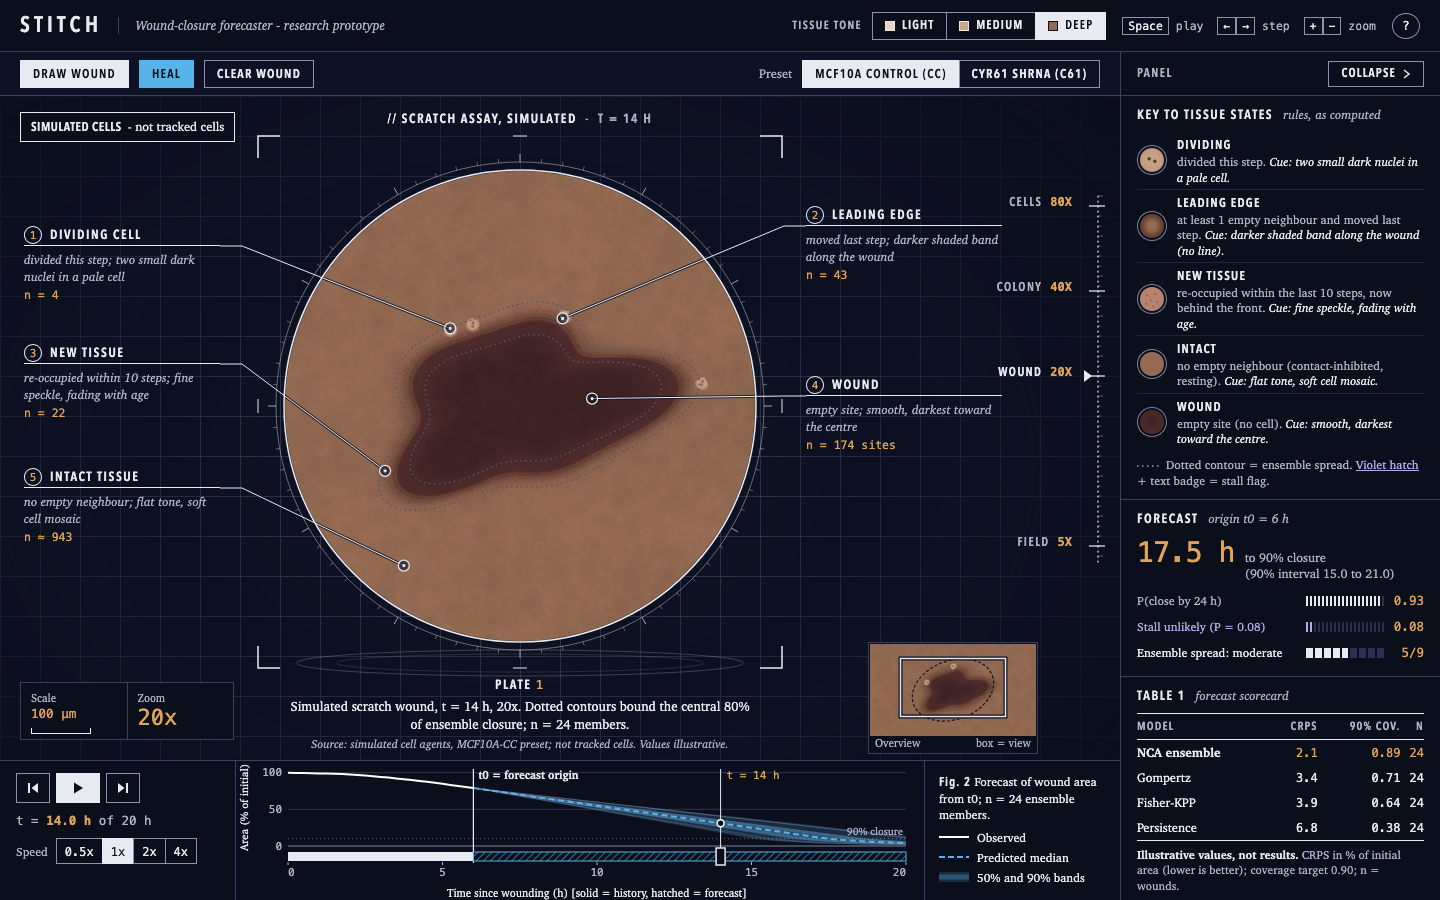 STITCH
Wound-closure forecaster - research prototype
TISSUE TONE
LIGHT
MEDIUM
DEEP
Space play
← → step
+ − zoom
?
DRAW WOUND
HEAL
CLEAR WOUND
Preset
MCF10A CONTROL (CC)
CYR61 SHRNA (C61)
PANEL
COLLAPSE >
SIMULATED CELLS - not tracked cells
// SCRATCH ASSAY, SIMULATED - T = 14 H
1 DIVIDING CELL
divided this step; two small dark
nuclei in a pale cell
n = 4
2 LEADING EDGE
moved last step; darker shaded band
along the wound
n = 43
3 NEW TISSUE
re-occupied within 10 steps; fine
speckle, fading with age
n = 22
4 WOUND
empty site; smooth, darkest toward
the centre
n = 174 sites
5 INTACT TISSUE
no empty neighbour; flat tone, soft
cell mosaic
n ≈ 943
CELLS 80X
COLONY 40X
WOUND 20X
FIELD 5X
Scale
100 µm
Zoom
20x
PLATE 1
Simulated scratch wound, t = 14 h, 20x. Dotted contours bound the central 80%
of ensemble closure; n = 24 members.
Source: simulated cell agents, MCF10A-CC preset; not tracked cells. Values illustrative.
Overview
box = view
KEY TO TISSUE STATES rules, as computed
DIVIDING
divided this step. Cue: two small dark nuclei in
a pale cell.
LEADING EDGE
at least 1 empty neighbour and moved last
step. Cue: darker shaded band along the wound
(no line).
NEW TISSUE
re-occupied within the last 10 steps, now
behind the front. Cue: fine speckle, fading with
age.
INTACT
no empty neighbour (contact-inhibited,
resting). Cue: flat tone, soft cell mosaic.
WOUND
empty site (no cell). Cue: smooth, darkest
toward the centre.
Dotted contour = ensemble spread. Violet hatch
+ text badge = stall flag.
FORECAST origin t0 = 6 h
17.5 h to 90% closure
(90% interval 15.0 to 21.0)
P(close by 24 h) 0.93
Stall unlikely (P = 0.08) 0.08
Ensemble spread: moderate 5/9
TABLE 1 forecast scorecard
MODEL CRPS 90% COV. N
NCA ensemble 2.1 0.89 24
Gompertz 3.4 0.71 24
Fisher-KPP 3.9 0.64 24
Persistence 6.8 0.38 24
Illustrative values, not results. CRPS in % of initial
area (lower is better); coverage target 0.90; n =
wounds.
t = 14.0 h of 20 h
Speed 0.5x 1x 2x 4x
Area (% of initial)
100
50
0
t0 = forecast origin
t = 14 h
90% closure
0 5 10 15 20
Time since wounding (h) [solid = history, hatched = forecast]
Fig. 2 Forecast of wound area
from t0; n = 24 ensemble
members.
Observed
Predicted median
50% and 90% bands